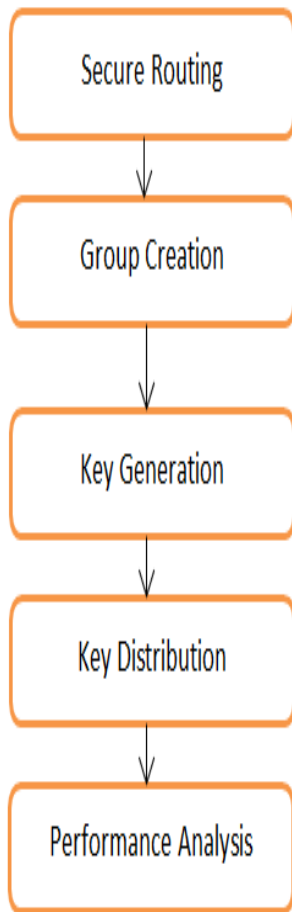 Secure Routing
Group Creation
Key Generation
Key Distribution
Performance Analysis